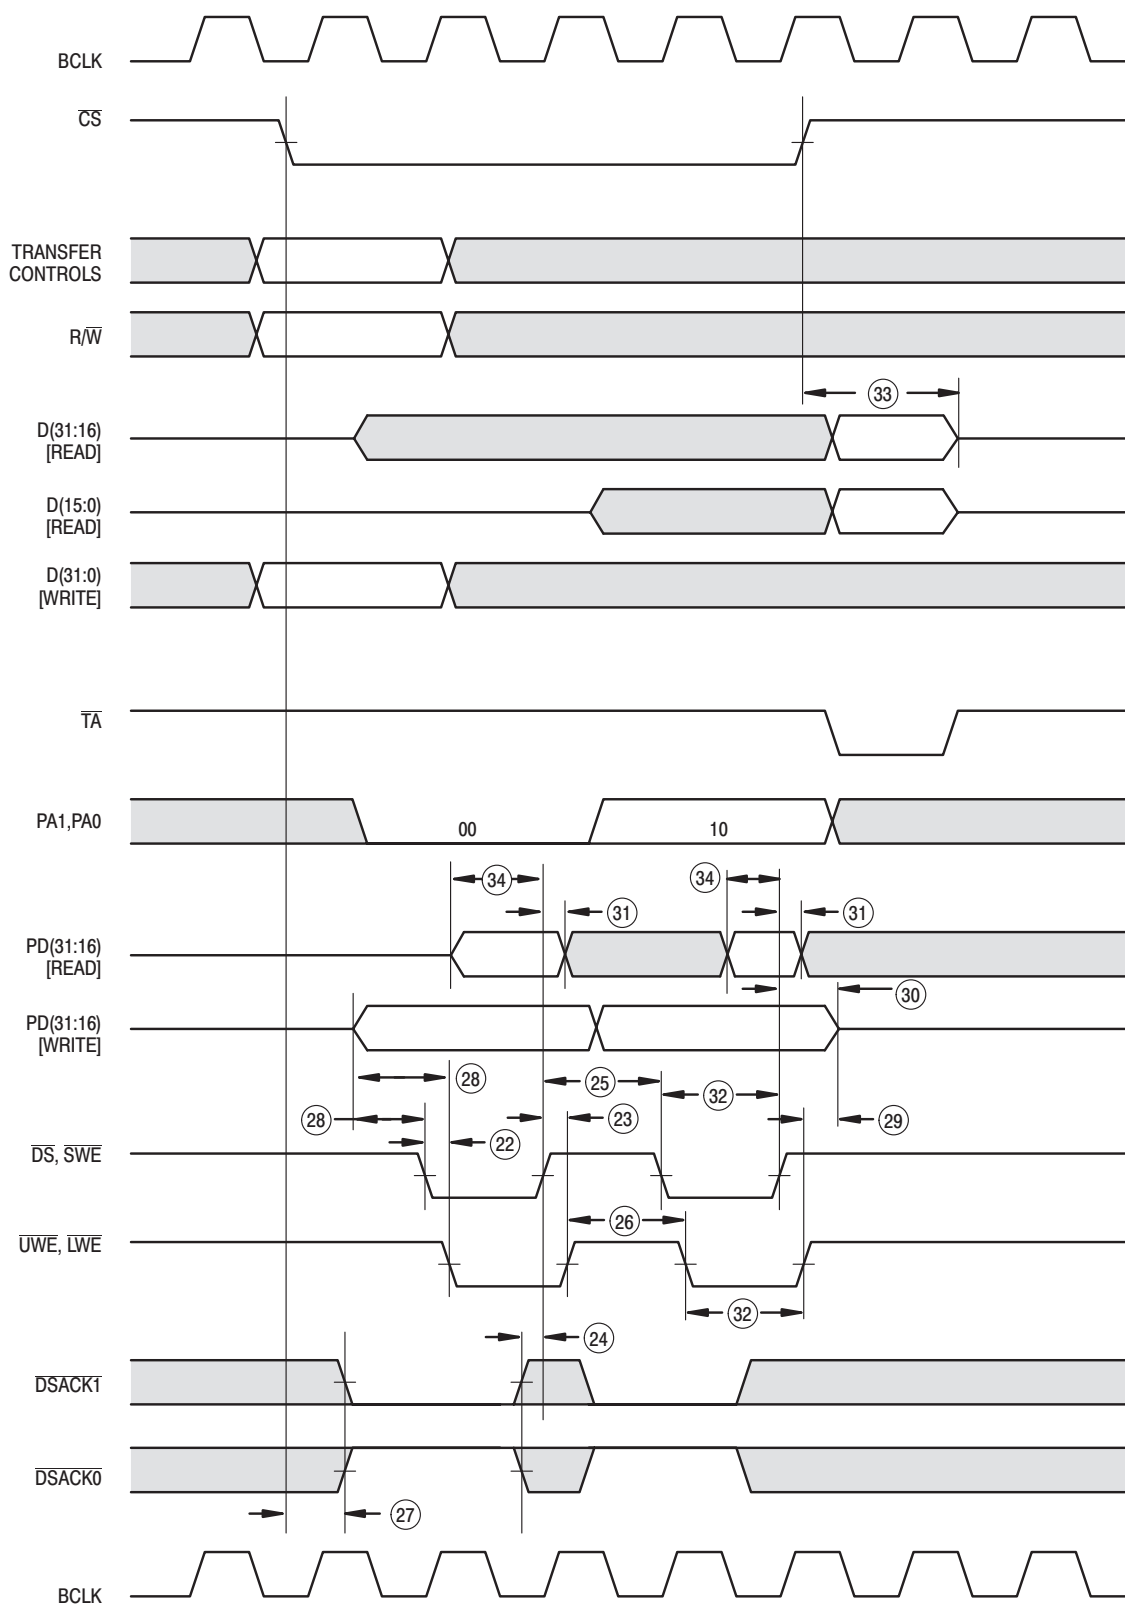 BCLK
CS
TRANSFER
CONTROLS
R/W
33
D(31:16)
[READ]
D(15:0)
[READ]
D(31:0)
[WRITE]
TA
PA1,PA0
00
10
34
34
31
31
PD(31:16)
[READ]
30
PD(31:16)
[WRITE]
28
25
32
28
23
29
22
DS, SWE
26
UWE, LWE
32
24
DSACK1
DSACK0
27
BCLK